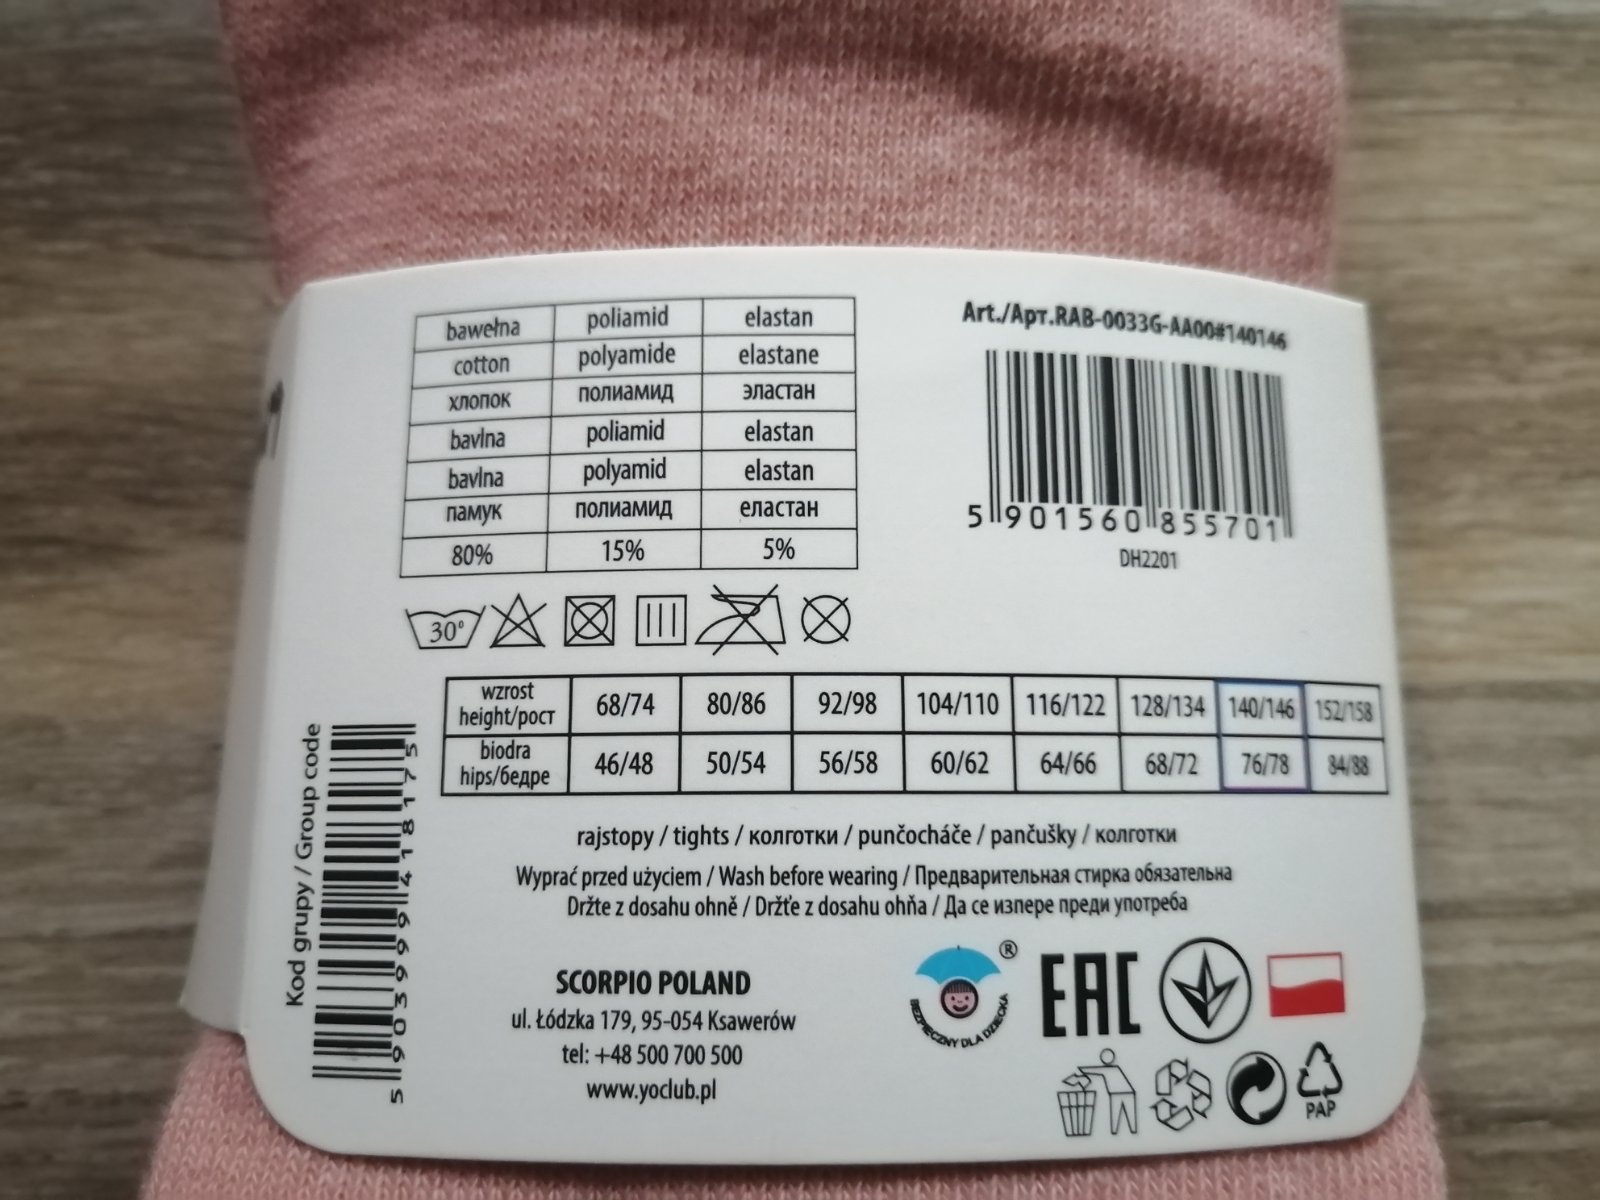 bawełna poliamid elastan
cotton polyamide elastane
хлопок полиамид эластан
bavlna poliamid elastan
bavlna polyamid elastan
памук полиамид еластан
80% 15% 5%
30°
Art./Арт.RAB-0033G-AA00#140146
5 901560 855701
DH2201
wzrost height/рост 68/74 80/86 92/98 104/110 116/122 128/134 140/146 152/158
biodra hips/бедре 46/48 50/54 56/58 60/62 64/66 68/72 76/78 84/88
Kod grupy / Group code
5 903999 418175
rajstopy / tights / колготки / punčocháče / pančušky / колготки
Wyprać przed użyciem / Wash before wearing / Предварительная стирка обязательна
Držte z dosahu ohně / Držťe z dosahu ohňa / Да се изпере преди употреба
SCORPIO POLAND
ul. Łódzka 179, 95-054 Ksawerów
tel: +48 500 700 500
www.yoclub.pl
®
BEZPIECZNY DLA DZIECKA
EAC
PAP